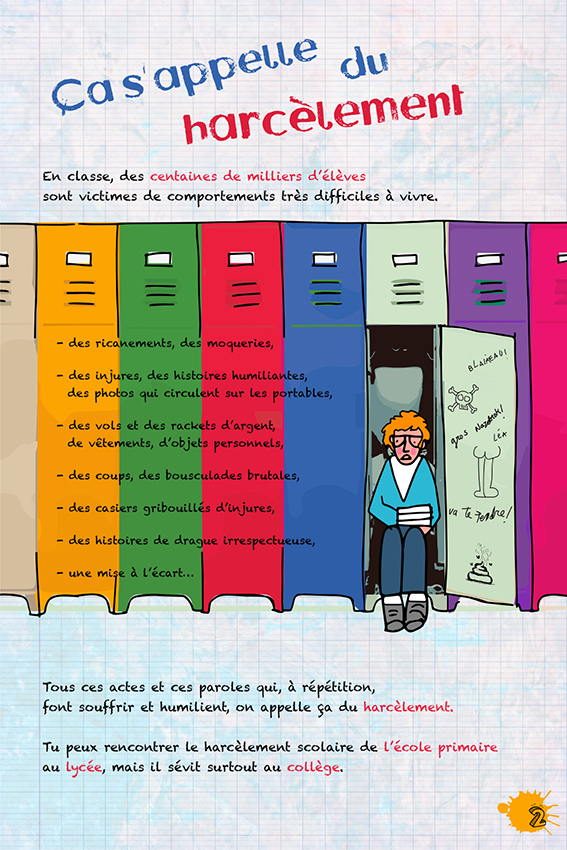 Ça s'appelle du
harcèlement
En classe, des centaines de milliers d'élèves
sont victimes de comportements très difficiles à vivre.
- des ricanements, des moqueries,
- des injures, des histoires humiliantes,
des photos qui circulent sur les portables,
- des vols et des rackets d'argent,
de vêtements, d'objets personnels,
- des coups, des bousculades brutales,
- des casiers gribouillés d'injures,
- des histoires de drague irrespectueuse,
- une mise à l'écart...
BLAIREAU!
gros
va te pendre!
Tous ces actes et ces paroles qui, à répétition,
font souffrir et humilient, on appelle ça du harcèlement.
Tu peux rencontrer le harcèlement scolaire de l'école primaire
au lycée, mais il sévit surtout au collège.
2